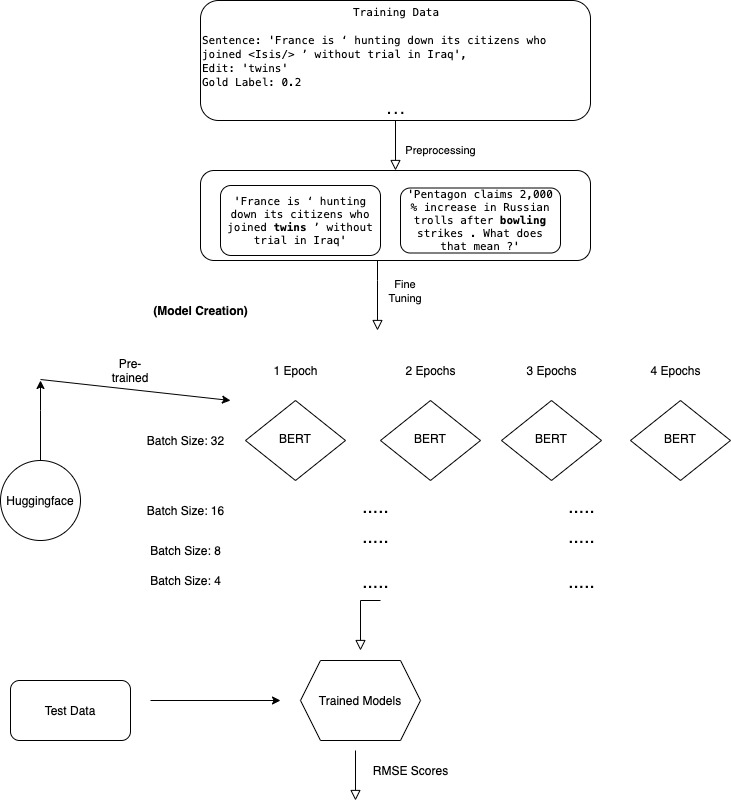 Training Data
Sentence: 'France is ‘ hunting down its citizens who
joined <Isis/> ’ without trial in Iraq',
Edit: 'twins'
Gold Label: 0.2
...
Preprocessing
'France is ‘ hunting
down its citizens who
joined twins ’ without
trial in Iraq'
'Pentagon claims 2,000
% increase in Russian
trolls after bowling
strikes . What does
that mean ?'
Fine
Tuning
(Model Creation)
Pre-
trained
1 Epoch
2 Epochs
3 Epochs
4 Epochs
Batch Size: 32
BERT
BERT
BERT
BERT
Huggingface
Batch Size: 16
.....
.....
Batch Size: 8
.....
.....
Batch Size: 4
.....
.....
Test Data
Trained Models
RMSE Scores